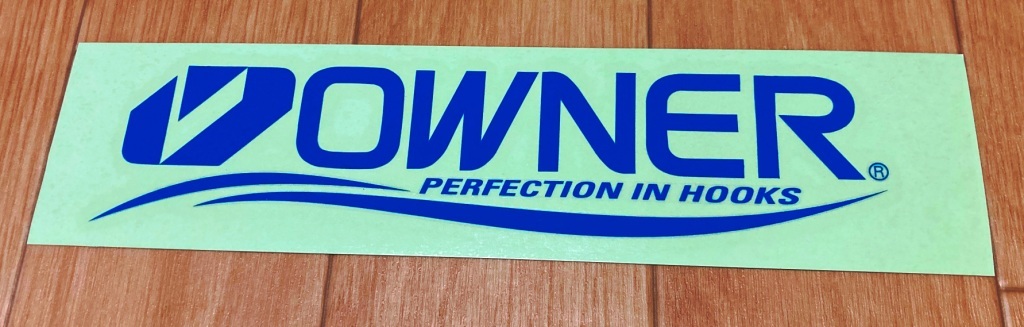 OWNER®
PERFECTION IN HOOKS